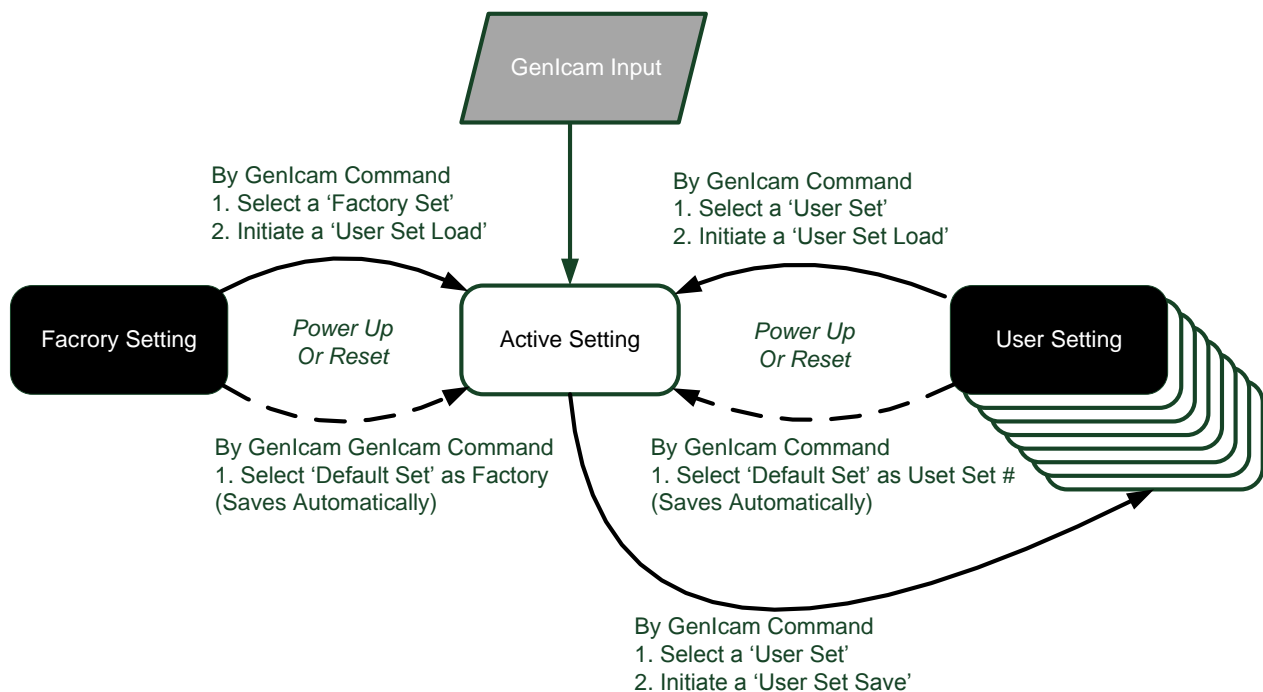 GenIcam Input
By GenIcam Command
1. Select a ‘Factory Set’
2. Initiate a ‘User Set Load’
By GenIcam Command
1. Select a ‘User Set’
2. Initiate a ‘User Set Load’
Facrory Setting
Power Up
Or Reset
Active Setting
Power Up
Or Reset
User Setting
By GenIcam GenIcam Command
1. Select ‘Default Set’ as Factory
(Saves Automatically)
By GenIcam Command
1. Select ‘Default Set’ as Uset Set #
(Saves Automatically)
By GenIcam Command
1. Select a ‘User Set’
2. Initiate a ‘User Set Save’